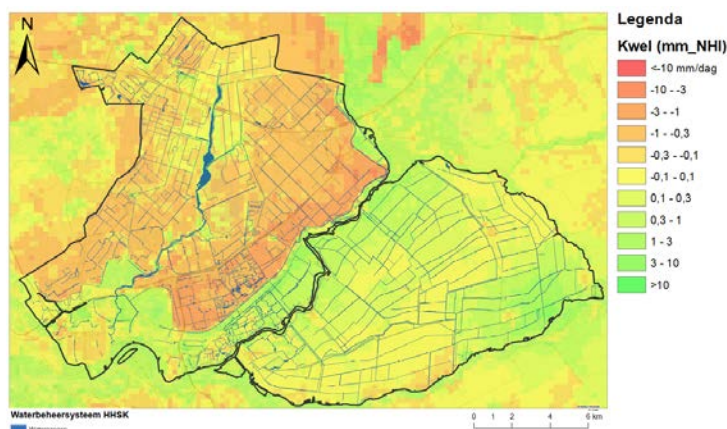 N
Legenda
Kwel (mm_NHI)
<-10 mm/dag
-10 - -3
-3 - -1
-1 - -0,3
-0,3 - -0,1
-0,1 - 0,1
0,1 - 0,3
0,3 - 1
1 - 3
3 - 10
>10
Waterbeheersysteem HHSK
0 1 2 4 6 km